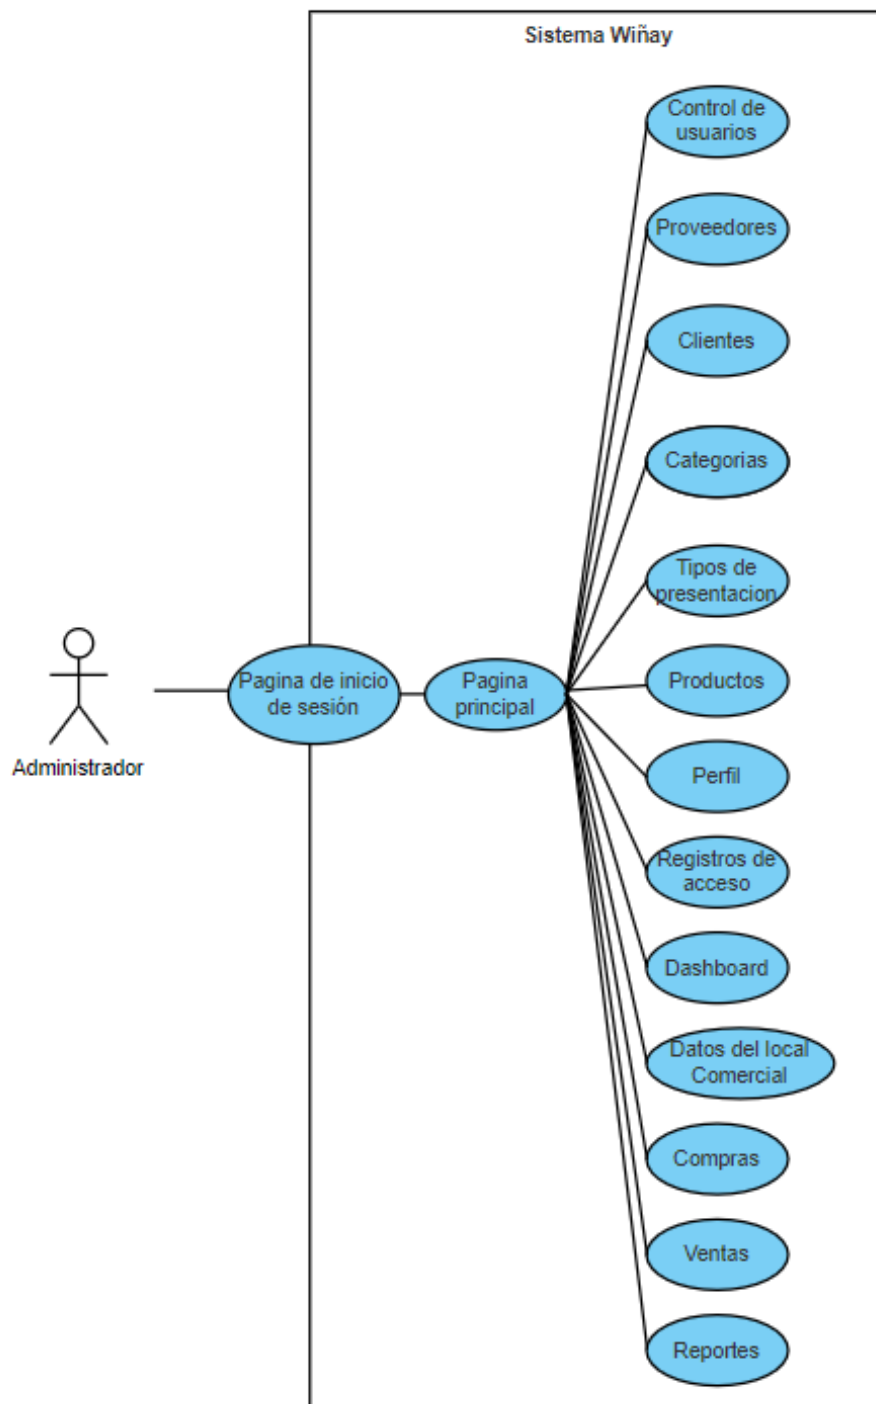 Sistema Wiñay
Control de
usuarios
Proveedores
Clientes
Categorias
Tipos de
presentacion
Pagina de inicio
de sesión
Pagina
principal
Productos
Administrador
Perfil
Registros de
acceso
Dashboard
Datos del local
Comercial
Compras
Ventas
Reportes